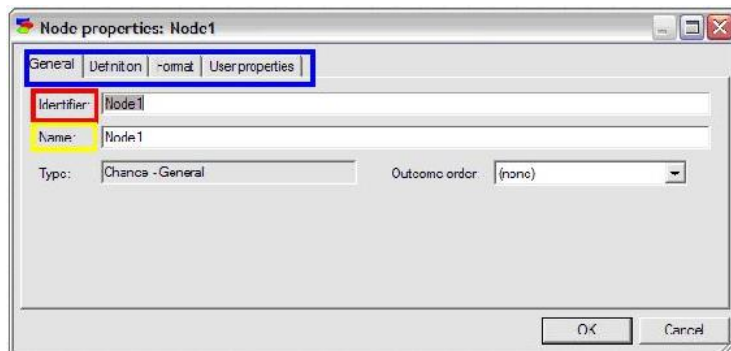 Node properties: Node1
General Definition Format User properties
Identifier: Node1
Name: Node1
Type: Chance - General Outcome order: (none)
OK Cancel